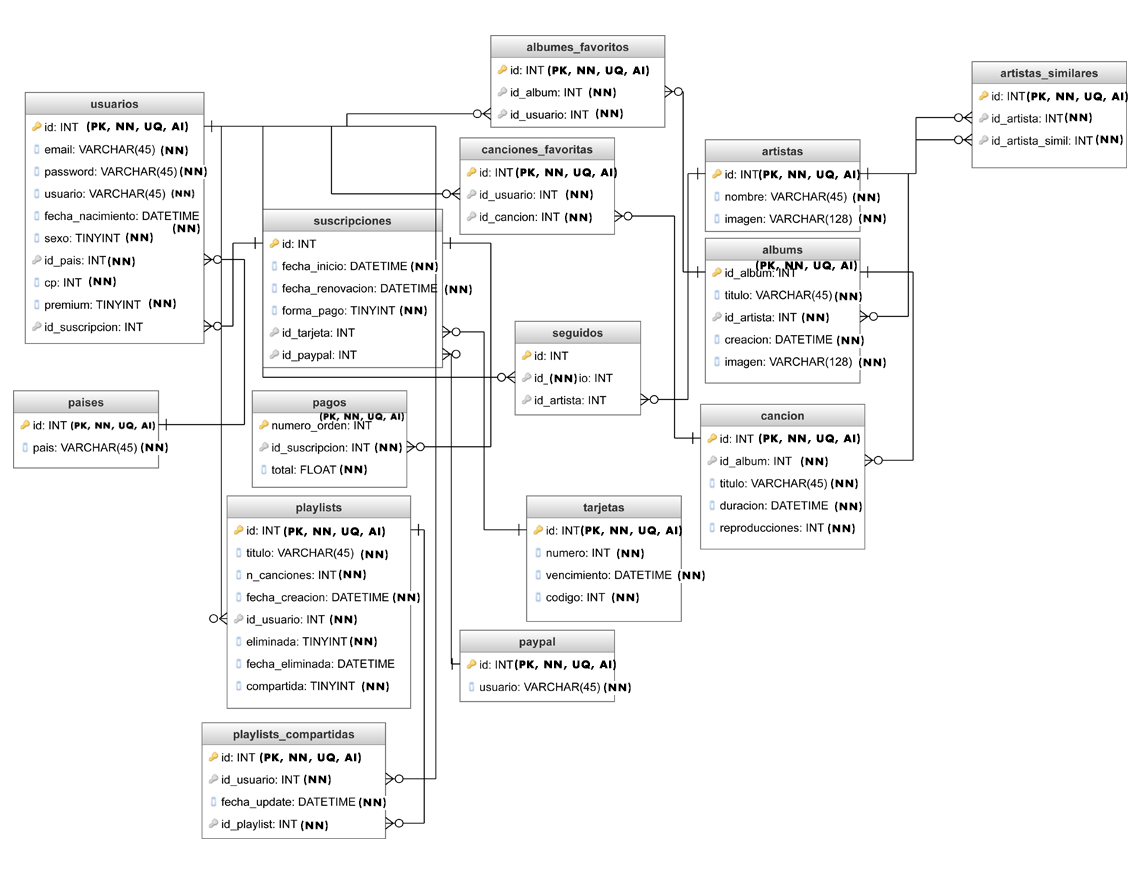 albumes_favoritos
id: INT (PK, NN, UQ, AI)
id_album: INT (NN)
id_usuario: INT (NN)
artistas_similares
id: INT(PK, NN, UQ, AI)
id_artista: INT(NN)
id_artista_simil: INT(NN)
usuarios
id: INT (PK, NN, UQ, AI)
email: VARCHAR(45) (NN)
password: VARCHAR(45) (NN)
usuario: VARCHAR(45) (NN)
fecha_nacimiento: DATETIME
(NN)
sexo: TINYINT (NN)
id_pais: INT(NN)
cp: INT (NN)
premium: TINYINT (NN)
id_suscripcion: INT
canciones_favoritas
id: INT (PK, NN, UQ, AI)
id_usuario: INT (NN)
id_cancion: INT (NN)
artistas
id: INT(PK, NN, UQ, AI)
nombre: VARCHAR(45) (NN)
imagen: VARCHAR(128) (NN)
suscripciones
id: INT
fecha_inicio: DATETIME (NN)
fecha_renovacion: DATETIME (NN)
forma_pago: TINYINT (NN)
id_tarjeta: INT
id_paypal: INT
albums
(PK, NN, UQ, AI)
id_album: INT
titulo: VARCHAR(45) (NN)
id_artista: INT (NN)
creacion: DATETIME (NN)
imagen: VARCHAR(128) (NN)
seguidos
id: INT
id_(NN)io: INT
id_artista: INT
paises
id: INT (PK, NN, UQ, AI)
pais: VARCHAR(45) (NN)
pagos
(PK, NN, UQ, AI)
numero_orden: INT
id_suscripcion: INT (NN)
total: FLOAT (NN)
cancion
id: INT (PK, NN, UQ, AI)
id_album: INT (NN)
titulo: VARCHAR(45) (NN)
duracion: DATETIME (NN)
reproducciones: INT (NN)
playlists
id: INT (PK, NN, UQ, AI)
titulo: VARCHAR(45) (NN)
n_canciones: INT (NN)
fecha_creacion: DATETIME (NN)
id_usuario: INT (NN)
eliminada: TINYINT (NN)
fecha_eliminada: DATETIME
compartida: TINYINT (NN)
tarjetas
id: INT(PK, NN, UQ, AI)
numero: INT (NN)
vencimiento: DATETIME (NN)
codigo: INT (NN)
paypal
id: INT(PK, NN, UQ, AI)
usuario: VARCHAR(45) (NN)
playlists_compartidas
id: INT (PK, NN, UQ, AI)
id_usuario: INT (NN)
fecha_update: DATETIME (NN)
id_playlist: INT (NN)